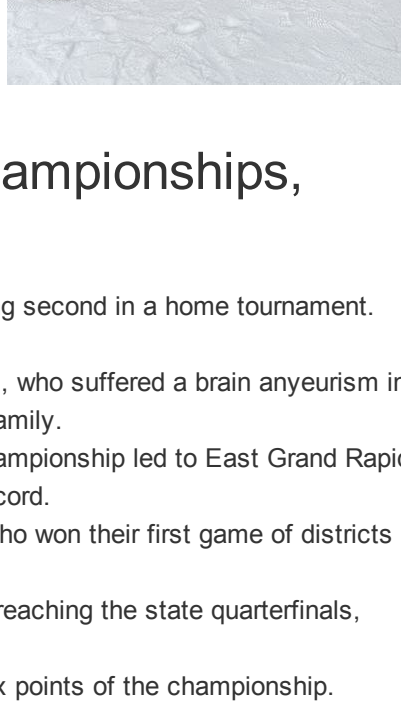 ampionships,
g second in a home tournament.
, who suffered a brain anyeurism in
amily.
ampionship led to East Grand Rapid
cord.
ho won their first game of districts
reaching the state quarterfinals,
x points of the championship.